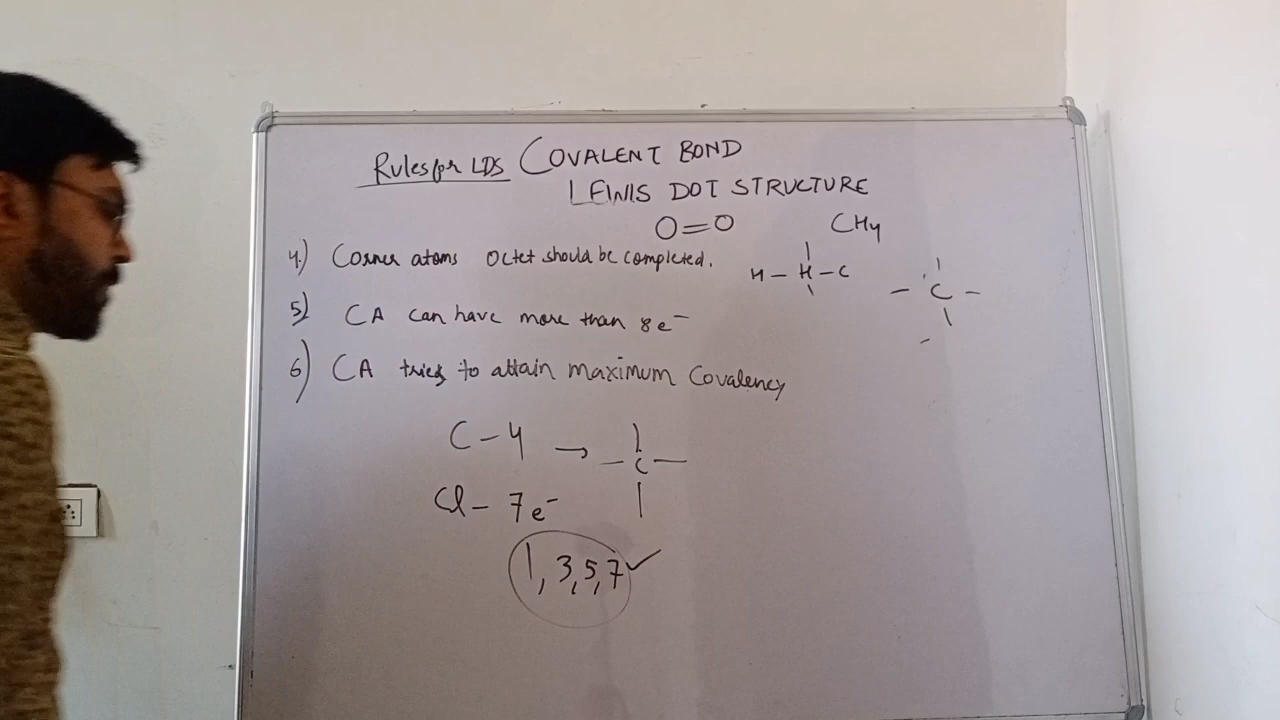 Rules for LDS COVALENT BOND
LEWIS DOT STRUCTURE
O=O CH4
4.) Corner atoms Octet should be completed.
H - H - C
- C -
5) CA can have more than 8e⁻
6) CA tries to attain maximum Covalency
C - 4 → - C -
Cl - 7e⁻
1, 3, 5, 7 ✓